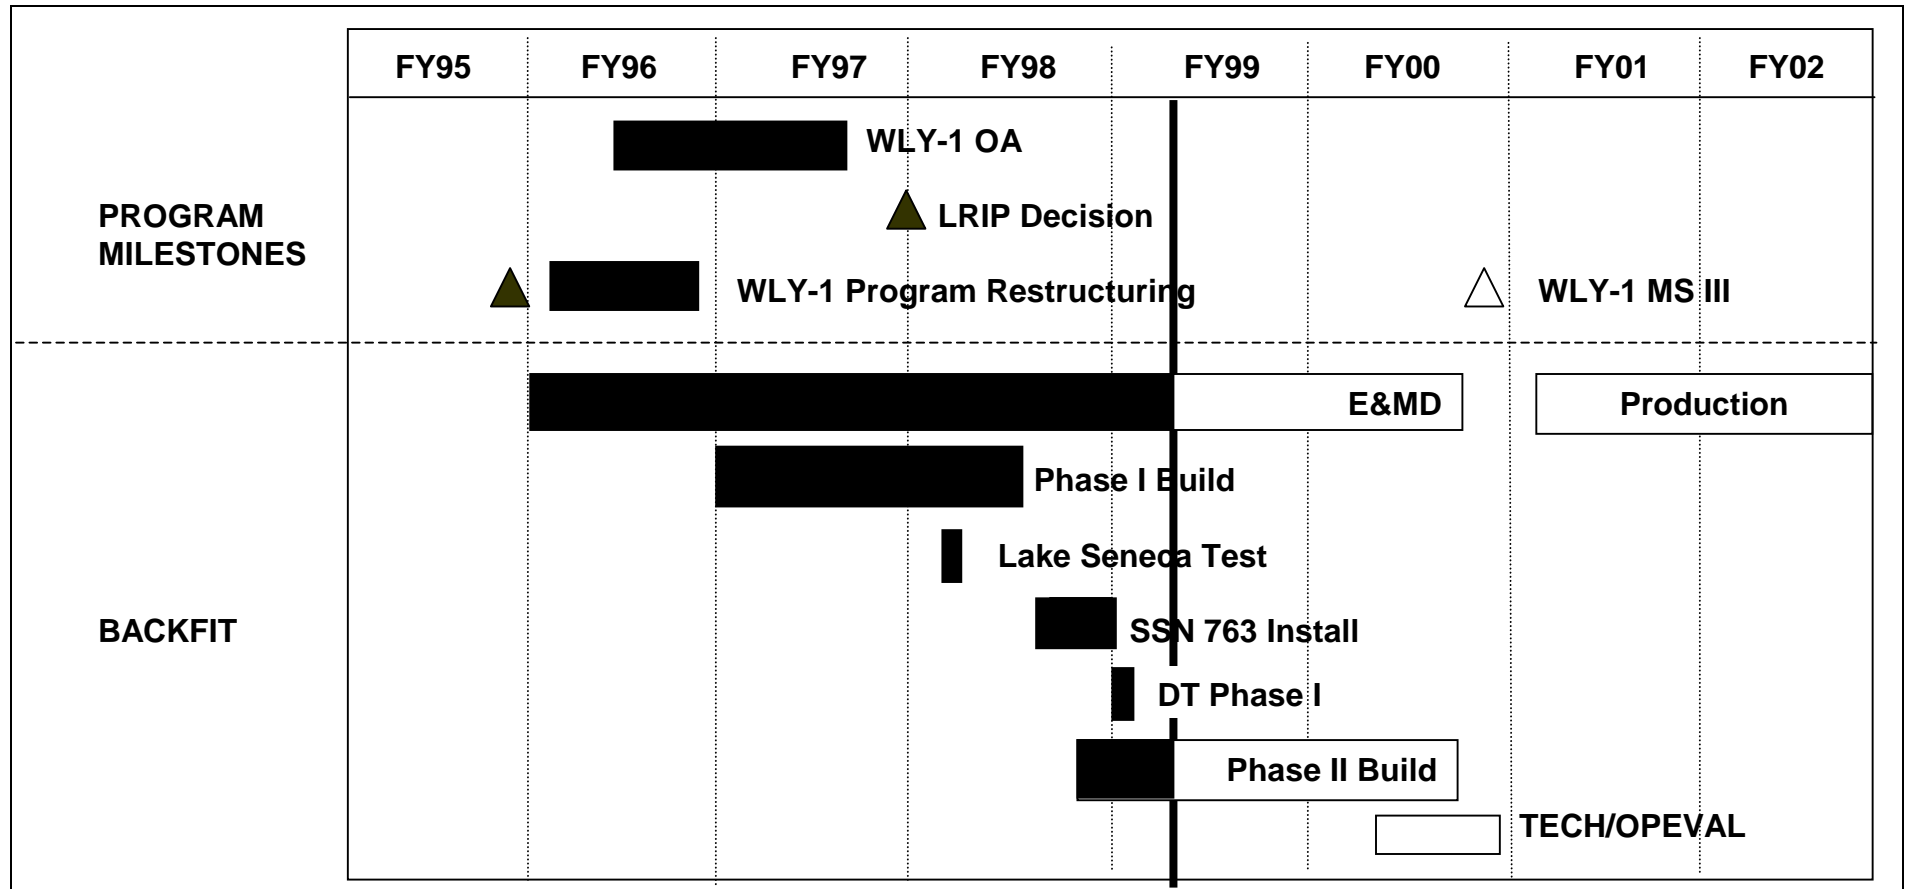 FY95 FY96 FY97 FY98 FY99 FY00 FY01 FY02
WLY-1 OA
PROGRAM
MILESTONES
LRIP Decision
WLY-1 Program Restructuring
WLY-1 MS III
E&MD
Production
Phase I Build
Lake Seneca Test
BACKFIT
SSN 763 Install
DT Phase I
Phase II Build
TECH/OPEVAL